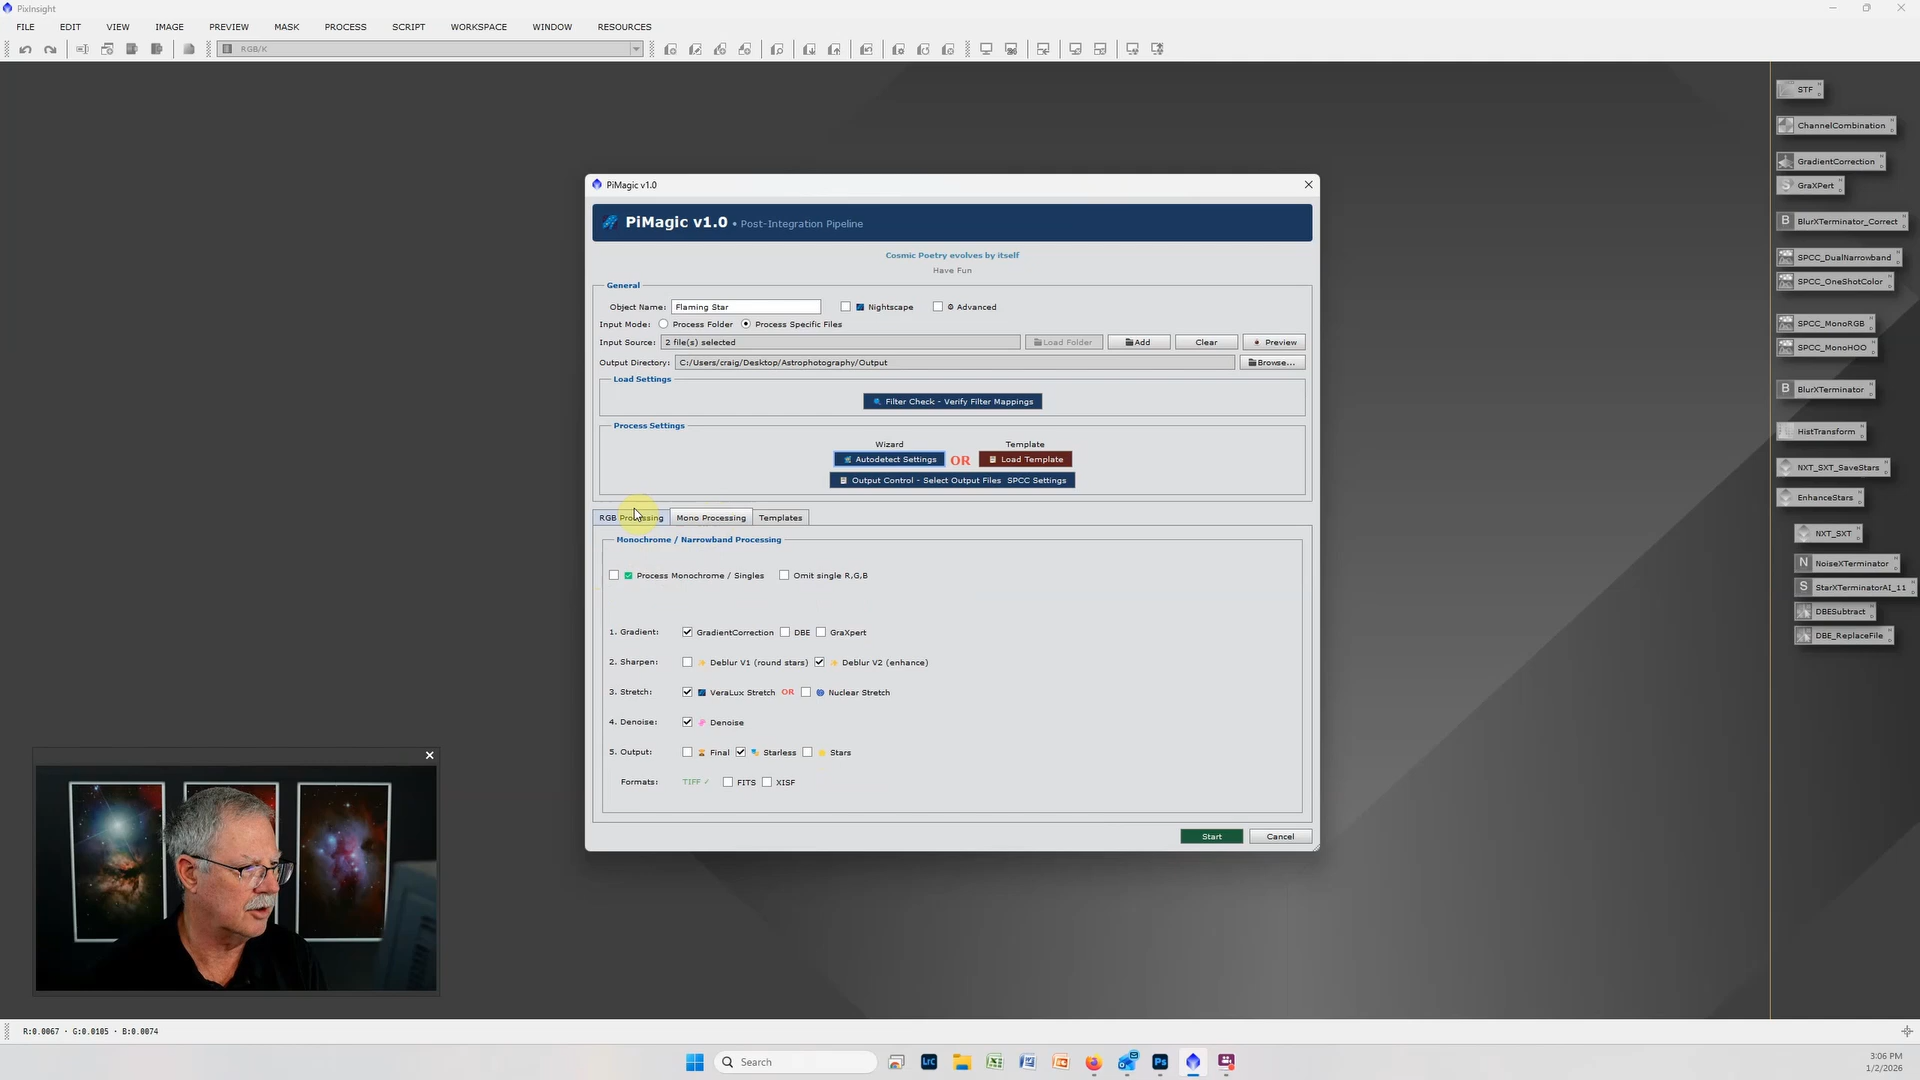 PixInsight
FILE EDIT VIEW IMAGE PREVIEW MASK PROCESS SCRIPT WORKSPACE WINDOW RESOURCES
RGB/K
STF
ChannelCombination
GradientCorrection
GraXPert
B BlurXTerminator_Correct
SPCC_DualNarrowband
SPCC_OneShotColor
SPCC_MonoRGB
SPCC_MonoHOO
B BlurXTerminator
HistTransform
NXT_SXT_SaveStars
EnhanceStars
NXT_SXT
N NoiseXTerminator
S StarXTerminatorAI_11
DBESubtract
DBE_ReplaceFile
PiMagic v1.0
PiMagic v1.0 • Post-Integration Pipeline
Cosmic Poetry evolves by itself
Have Fun
General
Object Name: Flaming Star Nightscape Advanced
Input Mode: Process Folder Process Specific Files
Input Source: 2 file(s) selected Load Folder Add Clear Preview
Output Directory: C:/Users/craig/Desktop/Astrophotography/Output Browse...
Load Settings
Filter Check - Verify Filter Mappings
Process Settings
Wizard Template
Autodetect Settings OR Load Template
Output Control - Select Output Files SPCC Settings
RGB Processing Mono Processing Templates
Monochrome / Narrowband Processing
Process Monochrome / Singles Omit single R,G,B
1. Gradient: GradientCorrection DBE GraXpert
2. Sharpen: Deblur V1 (round stars) Deblur V2 (enhance)
3. Stretch: VeraLux Stretch OR Nuclear Stretch
4. Denoise: Denoise
5. Output: Final Starless Stars
Formats: TIFF ✓ FITS XISF
Start Cancel
R:0.0067 · G:0.0105 · B:0.0074
LrC Search Ps
3:06 PM
1/2/2026